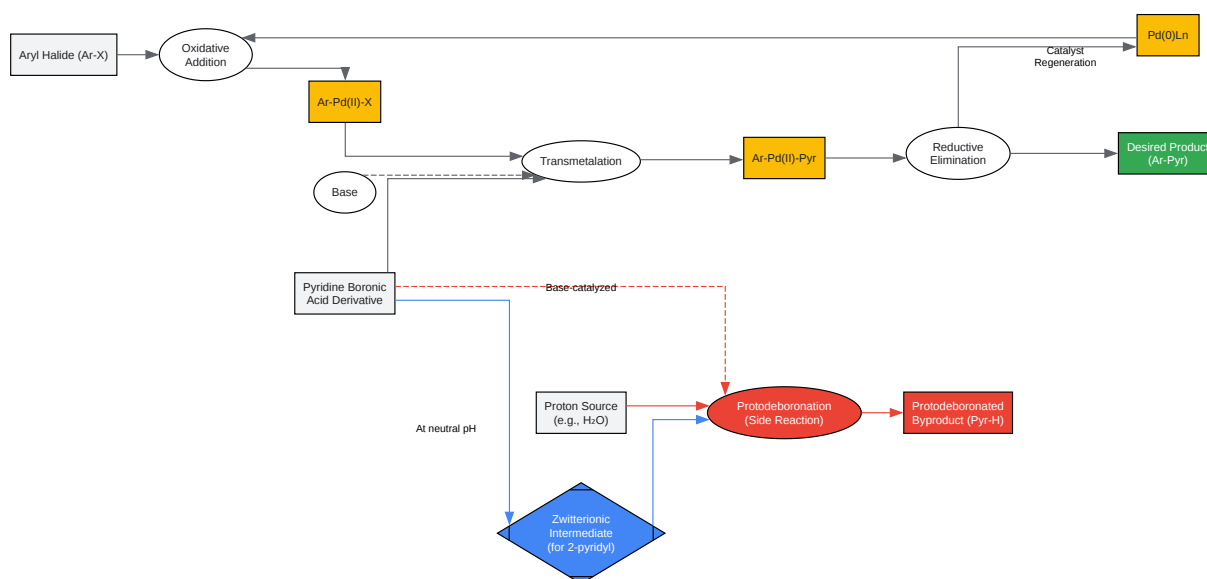 Pd(0)Ln
Oxidative
Addition
Aryl Halide (Ar-X)
Catalyst
Regeneration
Ar-Pd(II)-X
Transmetalation
Ar-Pd(II)-Pyr
Reductive
Elimination
Desired Product
(Ar-Pyr)
Base
Pyridine Boronic
Acid Derivative
Base-catalyzed
Proton Source
(e.g., H₂O)
Protodeboronation
(Side Reaction)
Protodeboronated
Byproduct (Pyr-H)
At neutral pH
Zwitterionic
Intermediate
(for 2-pyridyl)